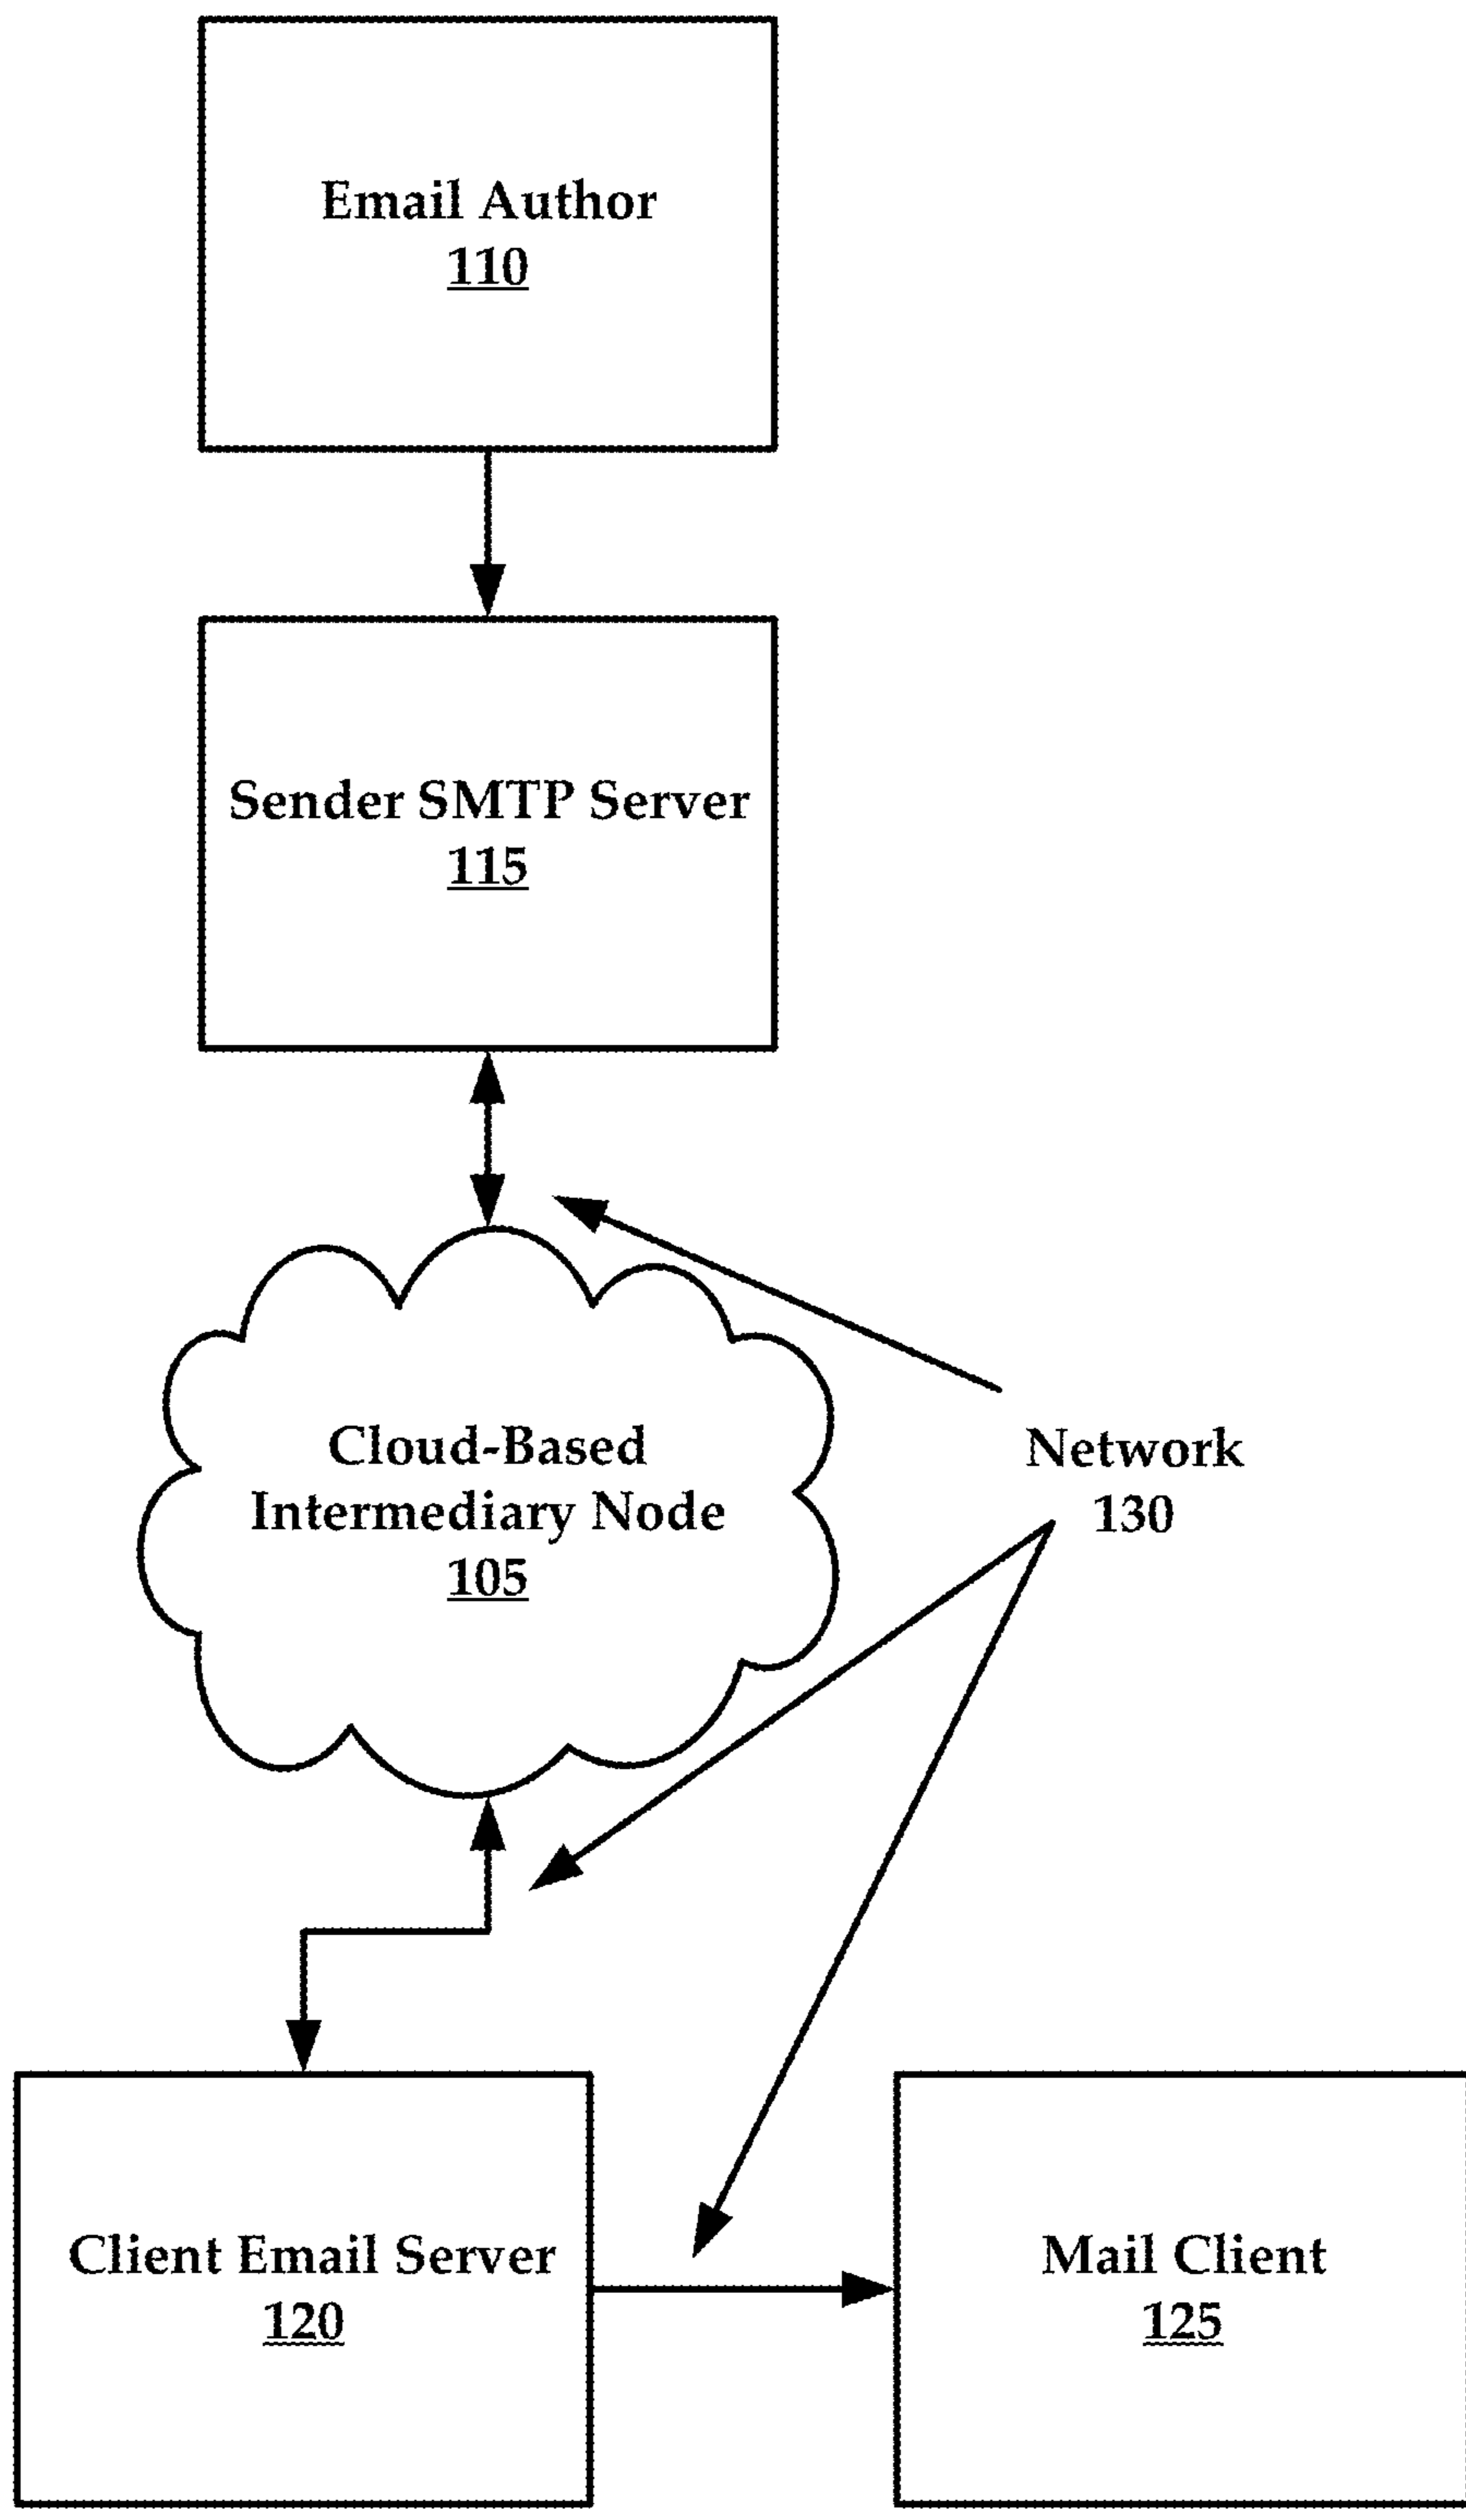 Email Author
110
Sender SMTP Server
115
Cloud-Based
Intermediary Node
105
Network
130
Client Email Server
120
Mail Client
125